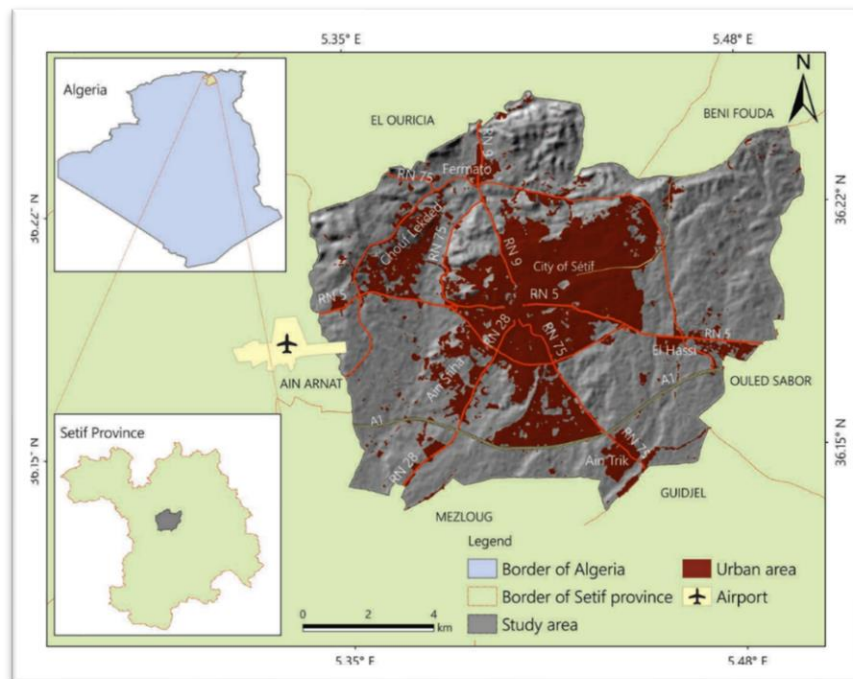 5.35° E
5.48° E
N
Algeria
EL OURICIA
BENI FOUDA
RN 9
RN 75
Fermato
36.22° N
36.22° N
Chouf Lekded
RN 75
RN 9
City of Sétif
RN 5
RN 5
RN 28
RN 75
RN 5
El Hassi
AIN ARNAT
Ain Sfiha
A1
OULED SABOR
Setif Province
A1
RN 75
36.15° N
36.15° N
RN 28
Ain Trik
GUIDJEL
MEZLOUG
Legend
Border of Algeria
Urban area
Border of Setif province
Airport
Study area
0 2 4
km
5.35° E
5.48° E